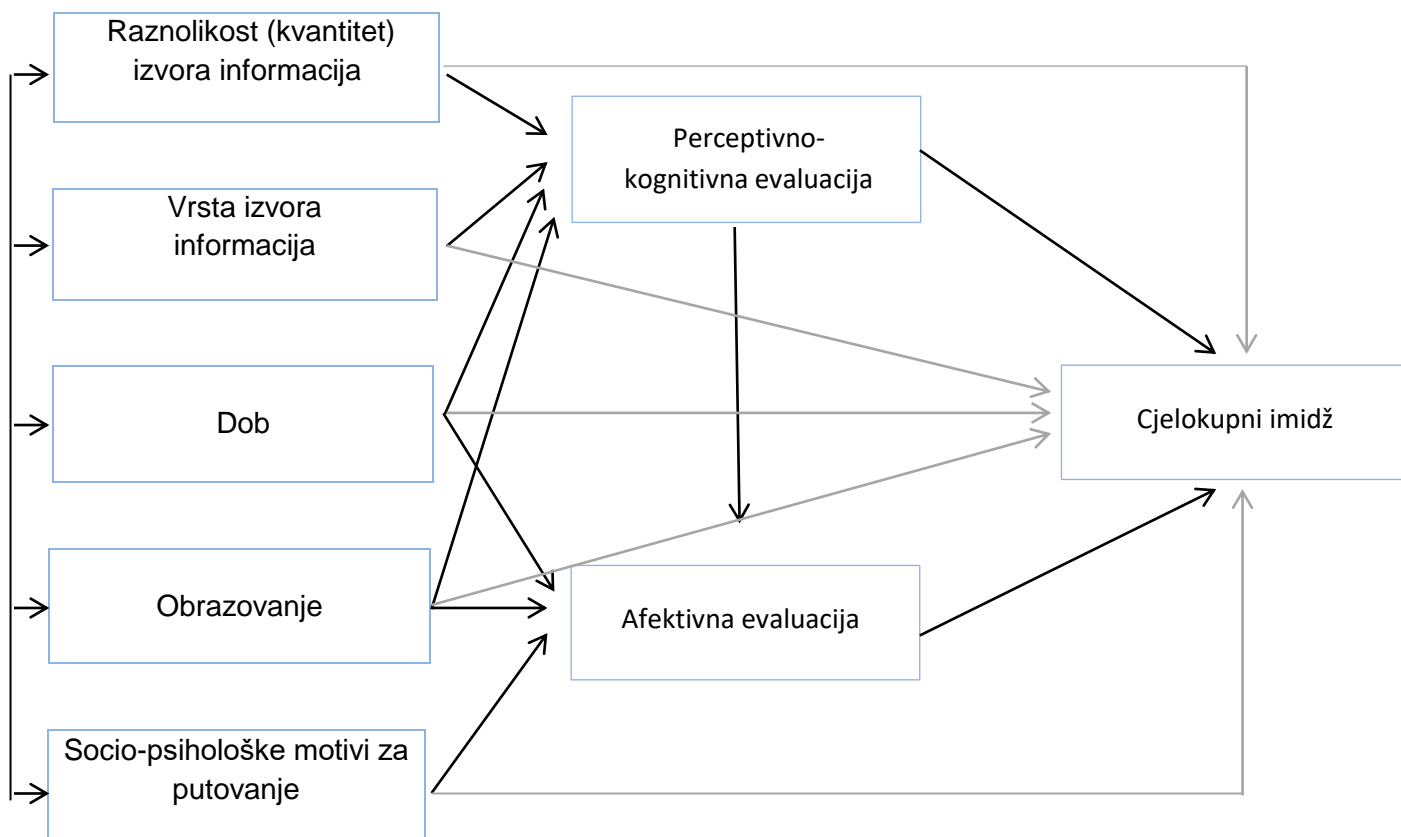 Raznolikost (kvantitet)
izvora informacija
Perceptivno-
kognitivna evaluacija
Vrsta izvora
informacija
Dob
Cjelokupni imidž
Obrazovanje
Afektivna evaluacija
Socio-psihološke motivi za
putovanje